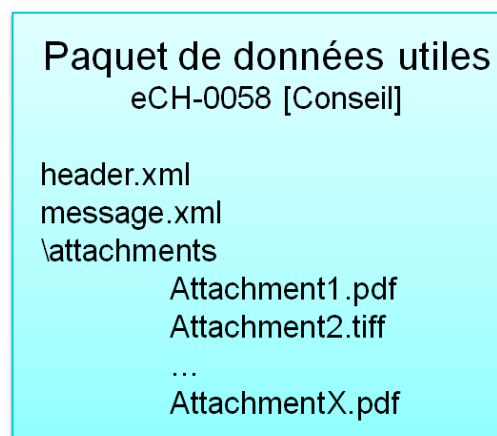 Paquet de données utiles
eCH-0058 [Conseil]
header.xml
message.xml
\attachments
Attachment1.pdf
Attachment2.tiff
...
AttachmentX.pdf